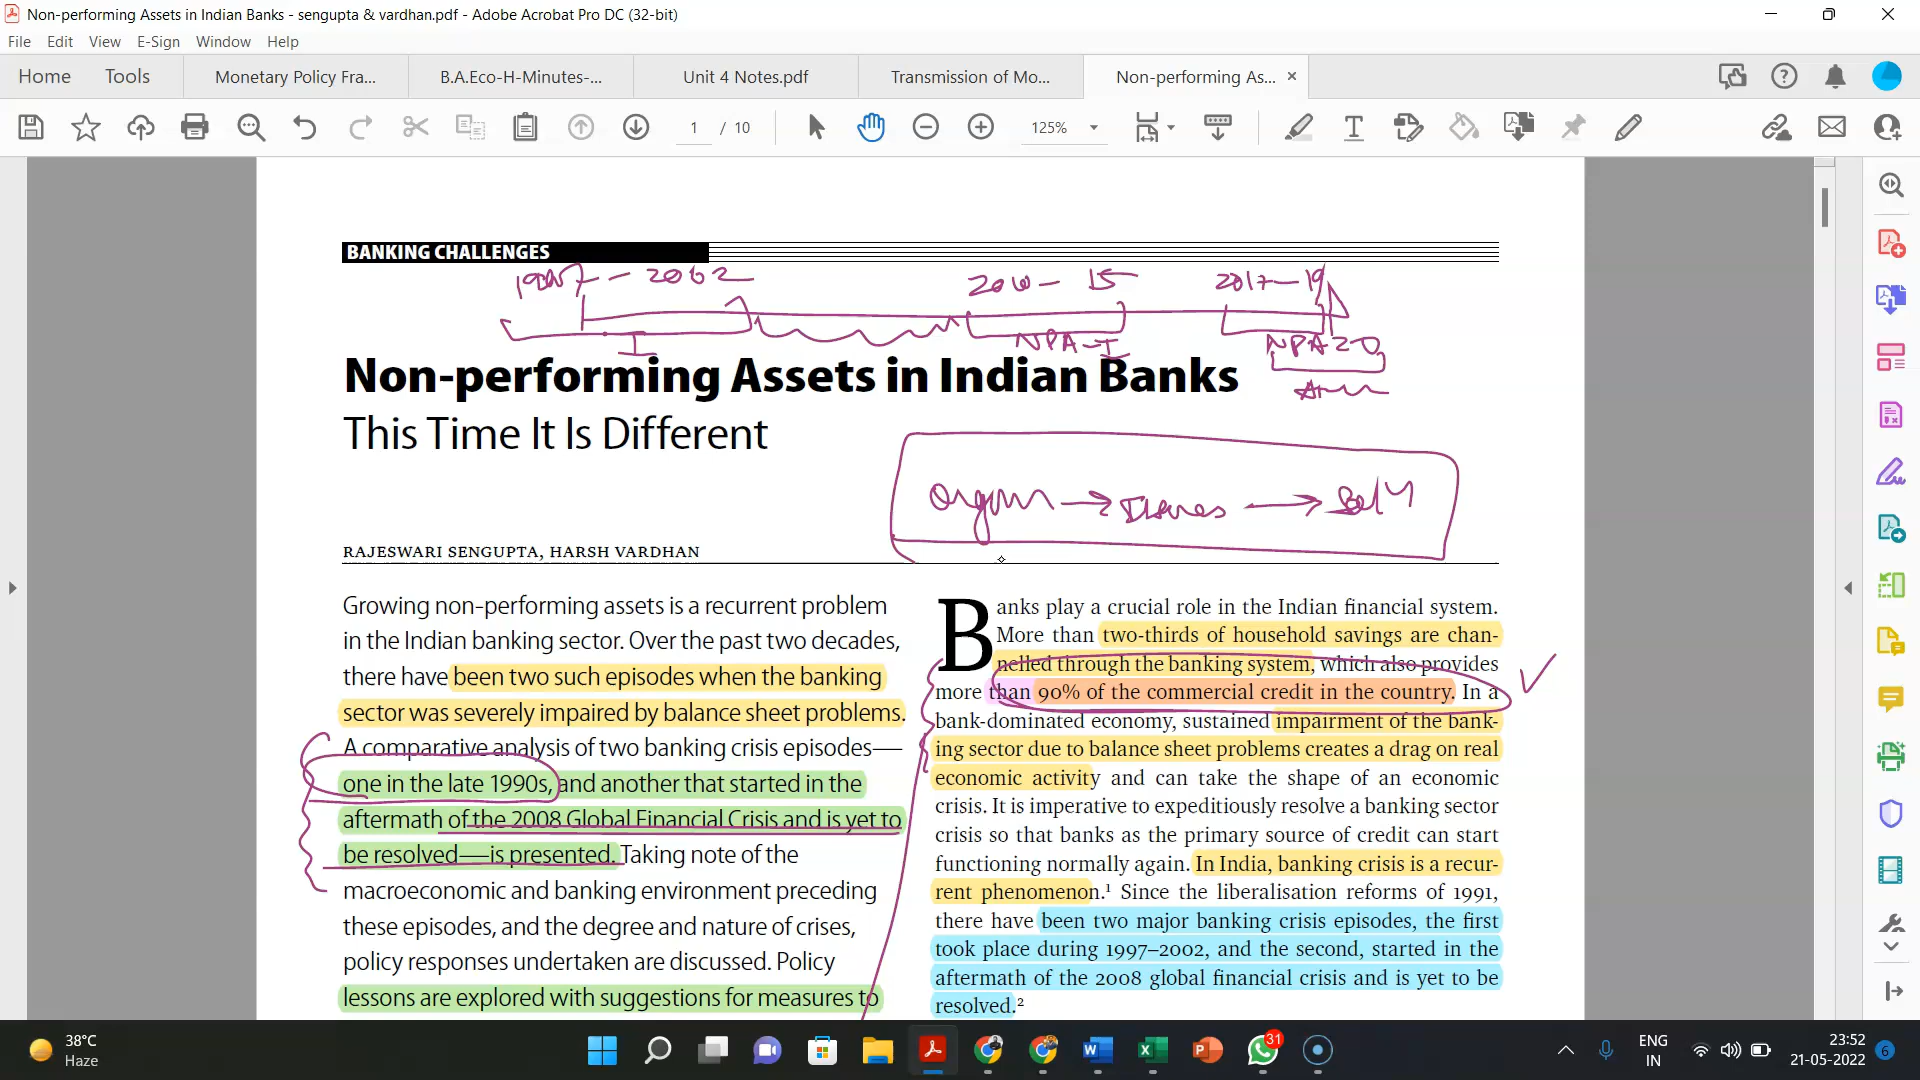 Non-performing Assets in Indian Banks - sengupta & vardhan.pdf - Adobe Acrobat Pro DC (32-bit)
File Edit View E-Sign Window Help
Home Tools Monetary Policy Fra... B.A.Eco-H-Minutes-... Unit 4 Notes.pdf Transmission of Mo... Non-performing As... ×
1 / 10 125%
BANKING CHALLENGES
1997 - 2002 2010 - 15 2017-19
I NPA-I NPA 2.0
Non-performing Assets in Indian Banks
This Time It Is Different
Origin → Issues →
RAJESWARI SENGUPTA, HARSH VARDHAN
Growing non-performing assets is a recurrent problem
in the Indian banking sector. Over the past two decades,
there have been two such episodes when the banking
sector was severely impaired by balance sheet problems.
A comparative analysis of two banking crisis episodes—
one in the late 1990s, and another that started in the
aftermath of the 2008 Global Financial Crisis and is yet to
be resolved—is presented. Taking note of the
macroeconomic and banking environment preceding
these episodes, and the degree and nature of crises,
policy responses undertaken are discussed. Policy
lessons are explored with suggestions for measures to
Banks play a crucial role in the Indian financial system.
More than two-thirds of household savings are chan-
nelled through the banking system, which also provides
more than 90% of the commercial credit in the country. In a
bank-dominated economy, sustained impairment of the bank-
ing sector due to balance sheet problems creates a drag on real
economic activity and can take the shape of an economic
crisis. It is imperative to expeditiously resolve a banking sector
crisis so that banks as the primary source of credit can start
functioning normally again. In India, banking crisis is a recur-
rent phenomenon.¹ Since the liberalisation reforms of 1991,
there have been two major banking crisis episodes, the first
took place during 1997–2002, and the second, started in the
aftermath of the 2008 global financial crisis and is yet to be
resolved.²
38°C
Haze
31
ENG
IN
23:52
21-05-2022
6